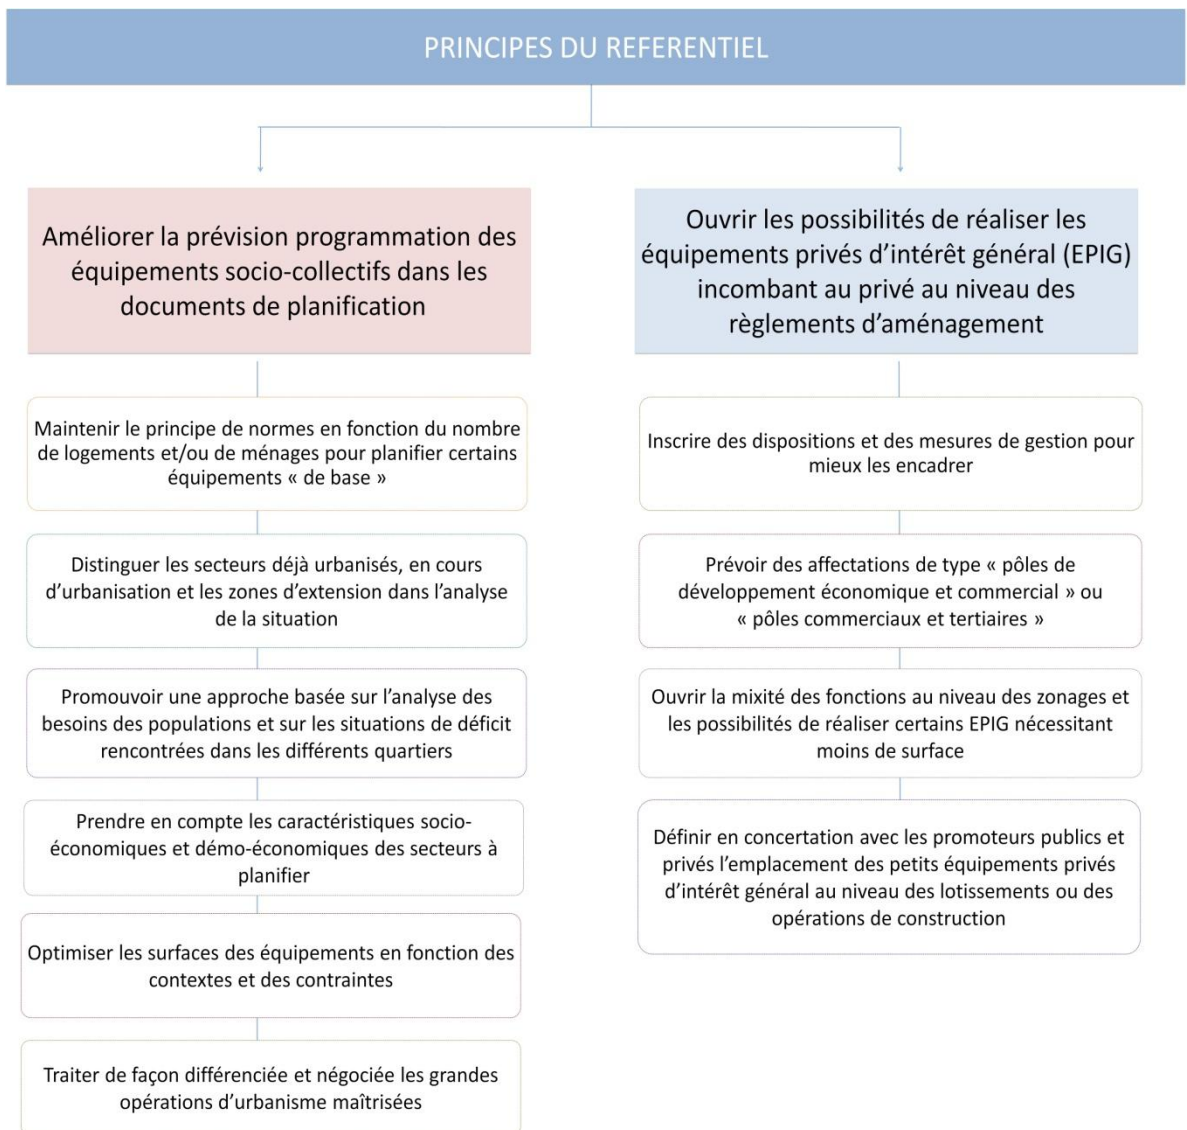 PRINCIPES DU REFERENTIEL
Améliorer la prévision programmation des
équipements socio-collectifs dans les
documents de planification
Maintenir le principe de normes en fonction du nombre
de logements et/ou de ménages pour planifier certains
équipements « de base »
Distinguer les secteurs déjà urbanisés, en cours
d'urbanisation et les zones d'extension dans l'analyse
de la situation
Promouvoir une approche basée sur l'analyse des
besoins des populations et sur les situations de déficit
rencontrées dans les différents quartiers
Prendre en compte les caractéristiques socio-
économiques et démo-économiques des secteurs à
planifier
Optimiser les surfaces des équipements en fonction des
contextes et des contraintes
Traiter de façon différenciée et négociée les grandes
opérations d'urbanisme maîtrisées
Ouvrir les possibilités de réaliser les
équipements privés d'intérêt général (EPIG)
incombant au privé au niveau des
règlements d'aménagement
Inscrire des dispositions et des mesures de gestion pour
mieux les encadrer
Prévoir des affectations de type « pôles de
développement économique et commercial » ou
« pôles commerciaux et tertiaires »
Ouvrir la mixité des fonctions au niveau des zonages et
les possibilités de réaliser certains EPIG nécessitant
moins de surface
Définir en concertation avec les promoteurs publics et
privés l'emplacement des petits équipements privés
d'intérêt général au niveau des lotissements ou des
opérations de construction